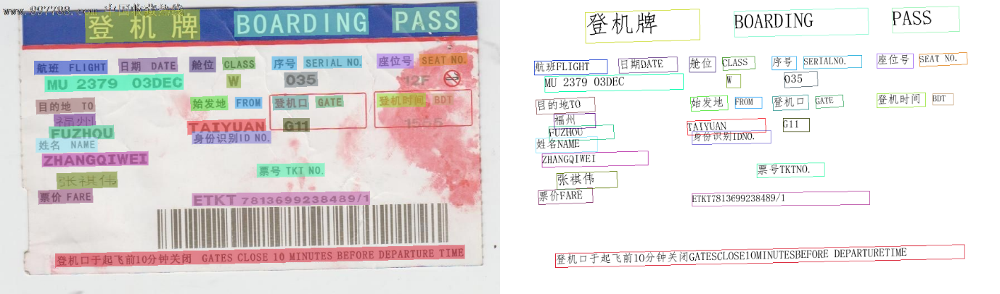 www.997788.com 中国收藏热线
登机牌 BOARDING PASS
航班 FLIGHT 日期 DATE 舱位 CLASS 序号 SERIAL NO. 座位号 SEAT NO.
MU 2379 03DEC W 035 12F
目的地 TO 始发地 FROM 登机口 GATE 登机时间 BDT
福州
FUZHOU TAIYUAN G11
姓名 NAME 身份识别ID NO.
ZHANGQIWEI
票号 TKT NO.
张祺伟
票价 FARE ETKT 7813699238489/1
登机口于起飞前10分钟关闭 GATES CLOSE 10 MINUTES BEFORE DEPARTURE TIME
登机牌 BOARDING PASS
航班FLIGHT 日期DATE 舱位 CLASS 序号 SERIALNO. 座位号 SEAT NO.
MU 2379 03DEC W 035
目的地TO 始发地 FROM 登机口 GATE 登机时间 BDT
福州
FUZHOU TAIYUAN G11
姓名NAME 身份识别IDNO.
ZHANGQIWEI
票号TKTNO.
张祺伟
票价FARE ETKT7813699238489/1
登机口于起飞前10分钟关闭GATESCLOSE10MINUTESBEFORE DEPARTURETIME